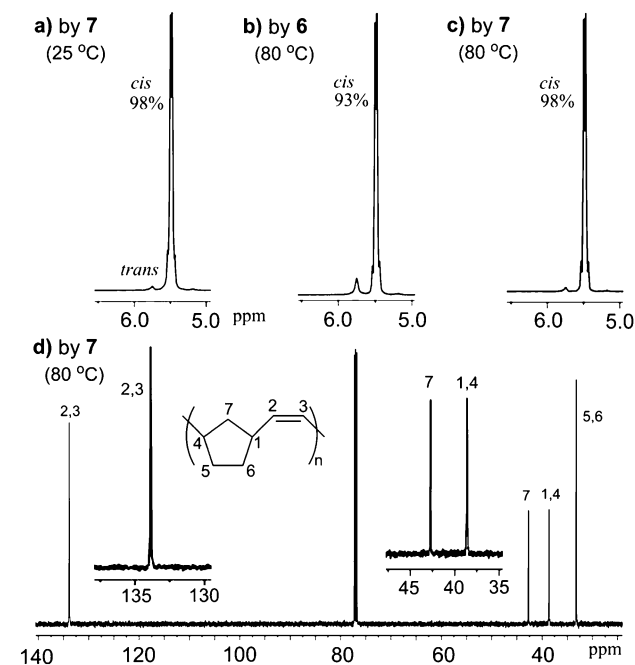 a) by 7
(25 °C)
cis
98%
trans
6.0 5.0 ppm
b) by 6
(80 °C)
cis
93%
6.0 5.0
c) by 7
(80 °C)
cis
98%
6.0 5.0
d) by 7
(80 °C)
2,3
2,3
135 130
7 2 3
4 1
5 6 n
7 1,4
45 40 35
7 1,4
5,6
140 120 100 80 60 40 ppm